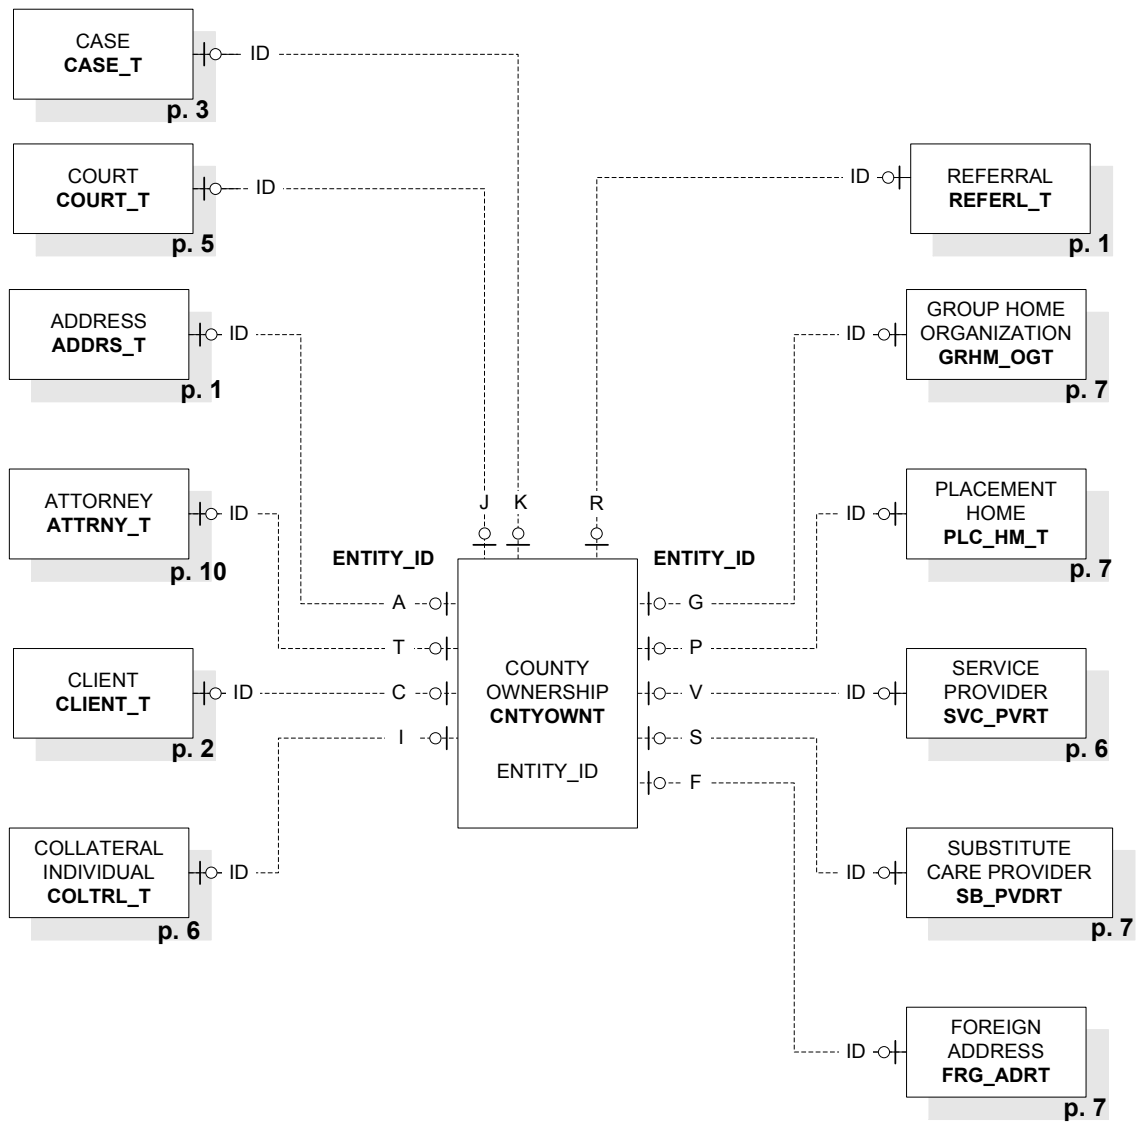 CASE
CASE_T
p. 3
ID
COURT
COURT_T
p. 5
ID
ADDRESS
ADDRS_T
p. 1
ID
ATTORNEY
ATTRNY_T
p. 10
ID
CLIENT
CLIENT_T
p. 2
ID
COLLATERAL
INDIVIDUAL
COLTRL_T
p. 6
ID
J
K
R
ENTITY_ID
ENTITY_ID
A
T
C
I
COUNTY
OWNERSHIP
CNTYOWNT
ENTITY_ID
G
P
V
S
F
ID
REFERRAL
REFERL_T
p. 1
ID
GROUP HOME
ORGANIZATION
GRHM_OGT
p. 7
ID
PLACEMENT
HOME
PLC_HM_T
p. 7
ID
SERVICE
PROVIDER
SVC_PVRT
p. 6
ID
SUBSTITUTE
CARE PROVIDER
SB_PVDRT
p. 7
ID
FOREIGN
ADDRESS
FRG_ADRT
p. 7